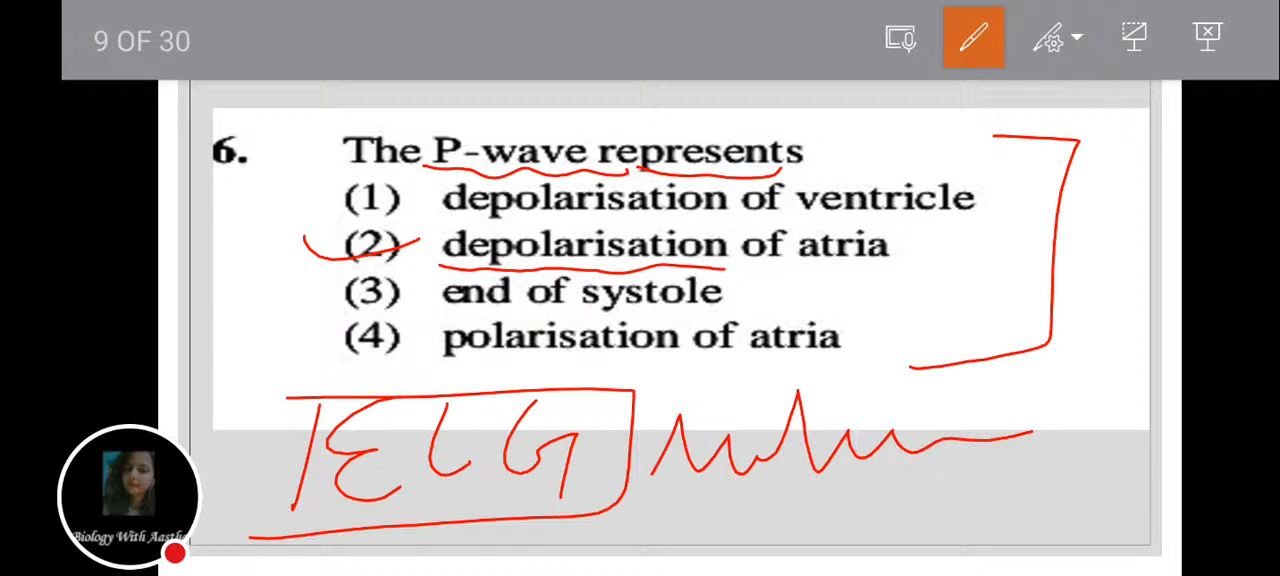 9 OF 30
6. The P-wave represents
(1) depolarisation of ventricle
(2) depolarisation of atria
(3) end of systole
(4) polarisation of atria
ECG
Biology With Aastha